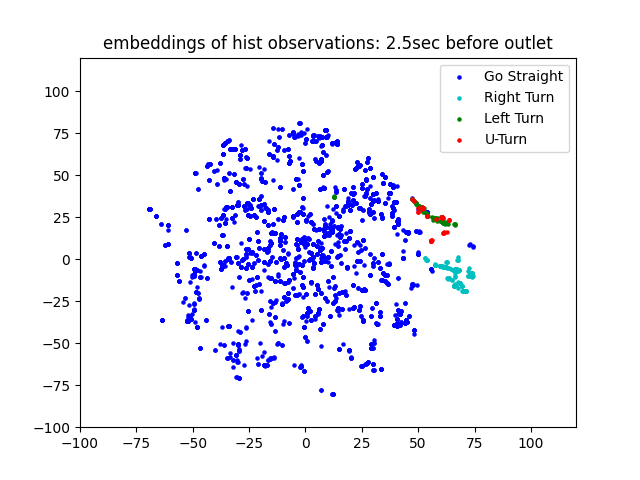 embeddings of hist observations: 2.5sec before outlet
Go Straight
Right Turn
Left Turn
U-Turn
100
75
50
25
0
−25
−50
−75
−100
−100 −75 −50 −25 0 25 50 75 100